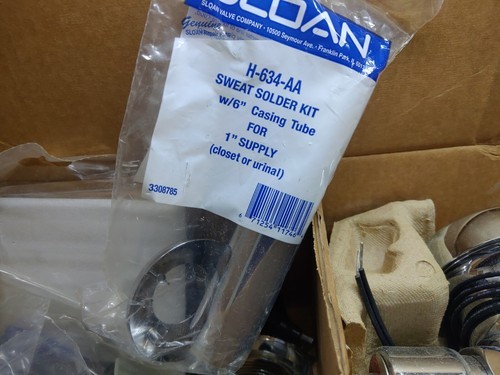 SLOAN
SLOAN VALVE COMPANY - 10500 Seymour Ave. - Franklin Park, IL
Genuine
H-634-AA
SWEAT SOLDER KIT
w/6" Casing Tube
FOR
1" SUPPLY
(closet or urinal)
3308785